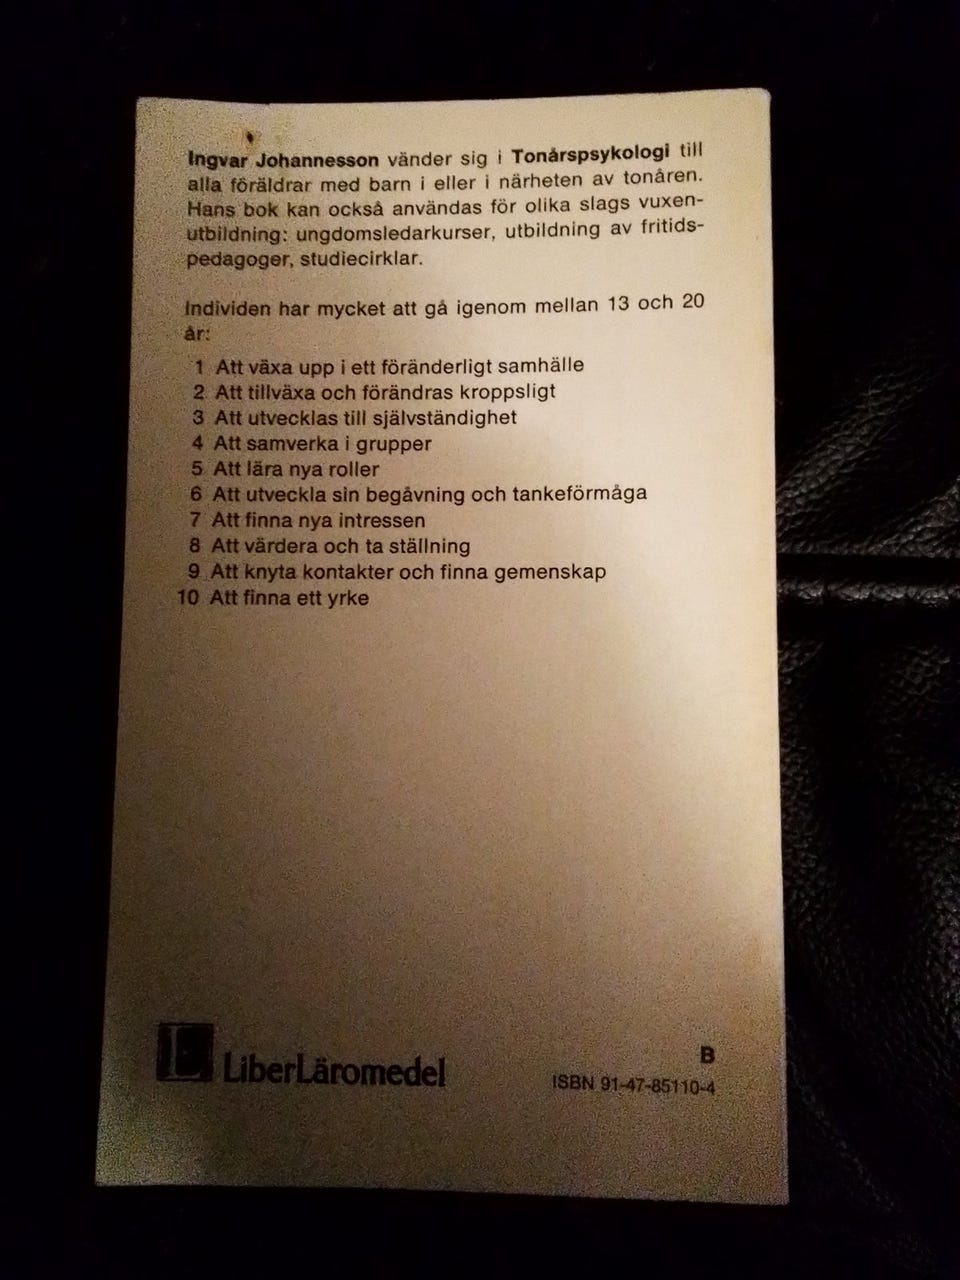 Ingvar Johannesson vänder sig i Tonårspsykologi till
alla föräldrar med barn i eller i närheten av tonåren.
Hans bok kan också användas för olika slags vuxen-
utbildning: ungdomsledarkurser, utbildning av fritids-
pedagoger, studiecirklar.
Individen har mycket att gå igenom mellan 13 och 20
år:
1 Att växa upp i ett föränderligt samhälle
2 Att tillväxa och förändras kroppsligt
3 Att utvecklas till självständighet
4 Att samverka i grupper
5 Att lära nya roller
6 Att utveckla sin begåvning och tankeförmåga
7 Att finna nya intressen
8 Att värdera och ta ställning
9 Att knyta kontakter och finna gemenskap
10 Att finna ett yrke
LiberLäromedel
B
ISBN 91-47-85110-4